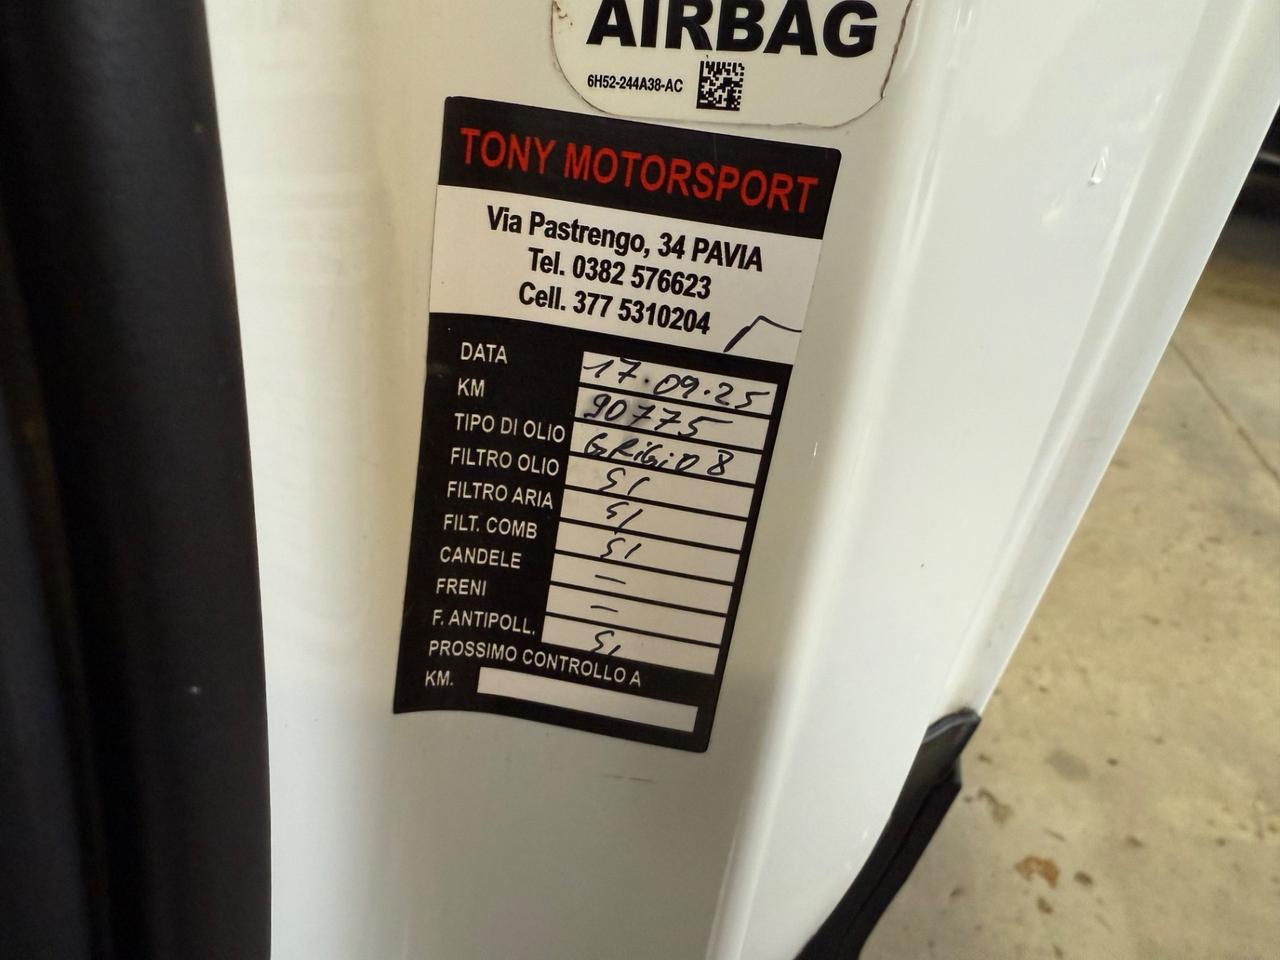 AIRBAG
6H52-244A38-AC
TONY MOTORSPORT
Via Pastrengo, 34 PAVIA
Tel. 0382 576623
Cell. 377 5310204
DATA 17.09.25
KM 90775
TIPO DI OLIO GRIGIO 8
FILTRO OLIO SI
FILTRO ARIA SI
FILT. COMB SI
CANDELE —
FRENI —
F. ANTIPOLL. SI
PROSSIMO CONTROLLO A
KM.